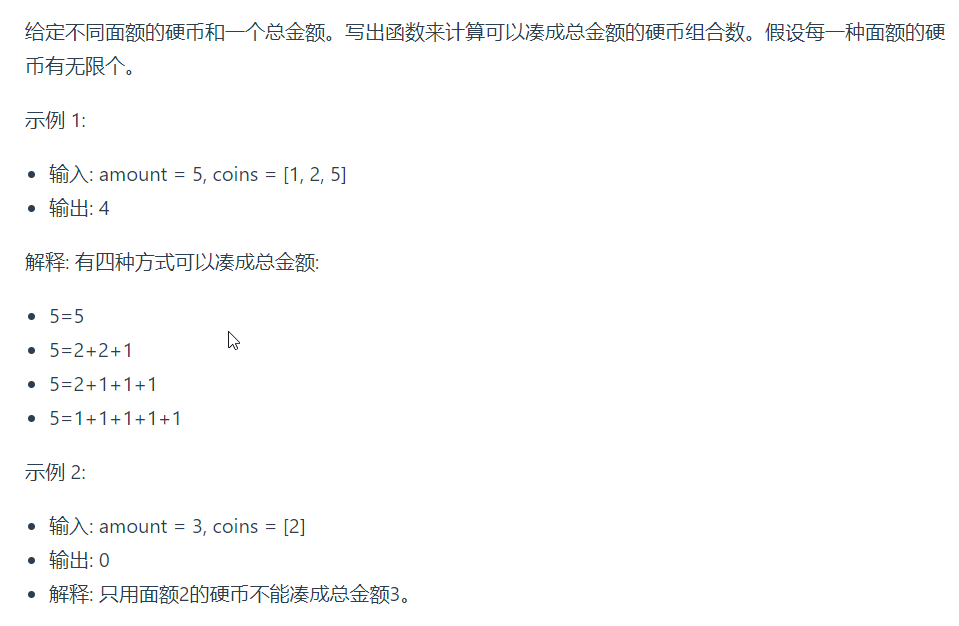 给定不同面额的硬币和一个总金额。写出函数来计算可以凑成总金额的硬币组合数。假设每一种面额的硬
币有无限个。
示例 1:
输入: amount = 5, coins = [1, 2, 5]
输出: 4
解释: 有四种方式可以凑成总金额:
5=5
5=2+2+1
5=2+1+1+1
5=1+1+1+1+1
示例 2:
输入: amount = 3, coins = [2]
输出: 0
解释: 只用面额2的硬币不能凑成总金额3。